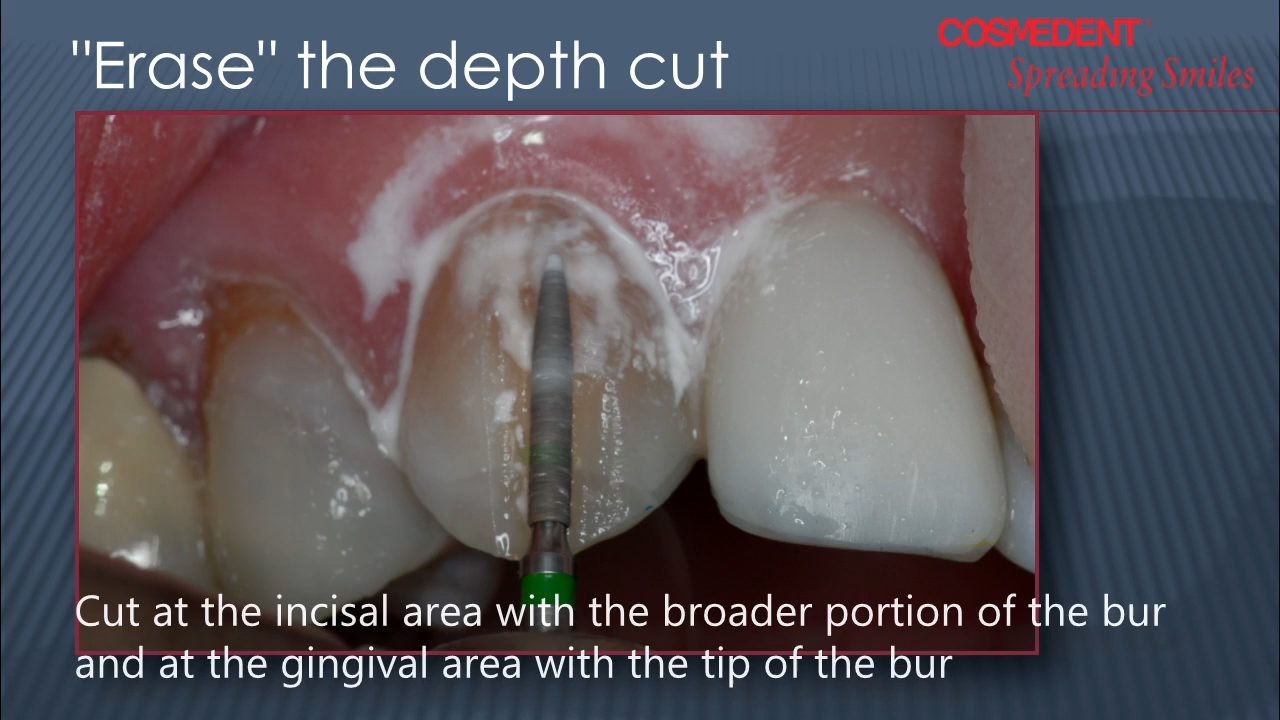 "Erase" the depth cut
COSMEDENT
Spreading Smiles
Cut at the incisal area with the broader portion of the bur
and at the gingival area with the tip of the bur